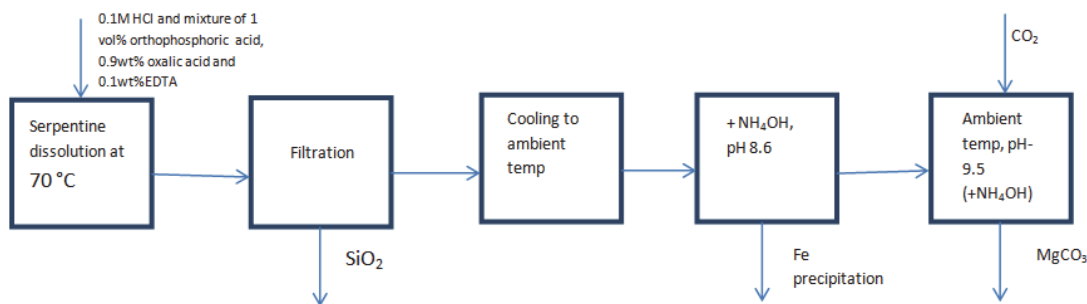 0.1M HCl and mixture of 1
vol% orthophosphoric acid,
0.9wt% oxalic acid and
0.1wt%EDTA
CO₂
Serpentine
dissolution at
70 °C
Filtration
Cooling to
ambient
temp
+ NH₄OH,
pH 8.6
Ambient
temp, pH-
9.5
(+NH₄OH)
SiO₂
Fe
precipitation
MgCO₃